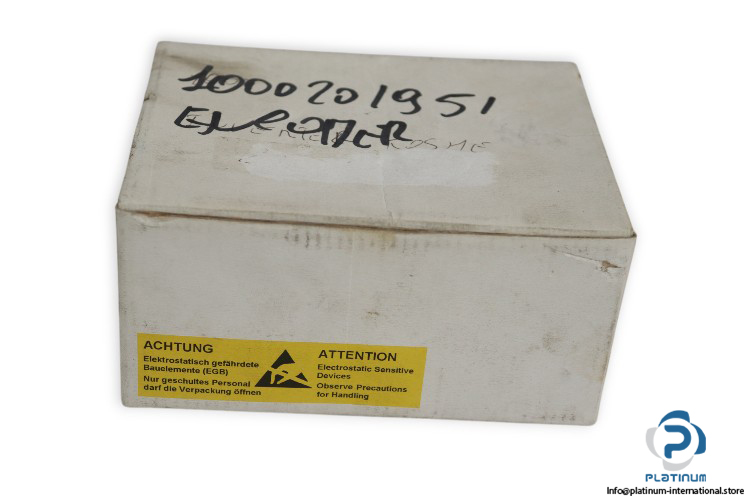 1000201951
ACHTUNG
Elektrostatisch gefährdete
Bauelemente (EGB)
Nur geschultes Personal
darf die Verpackung öffnen
ATTENTION
Electrostatic Sensitive
Devices
Observe Precautions
for Handling
PLATINUM
Info@platinum-international.store